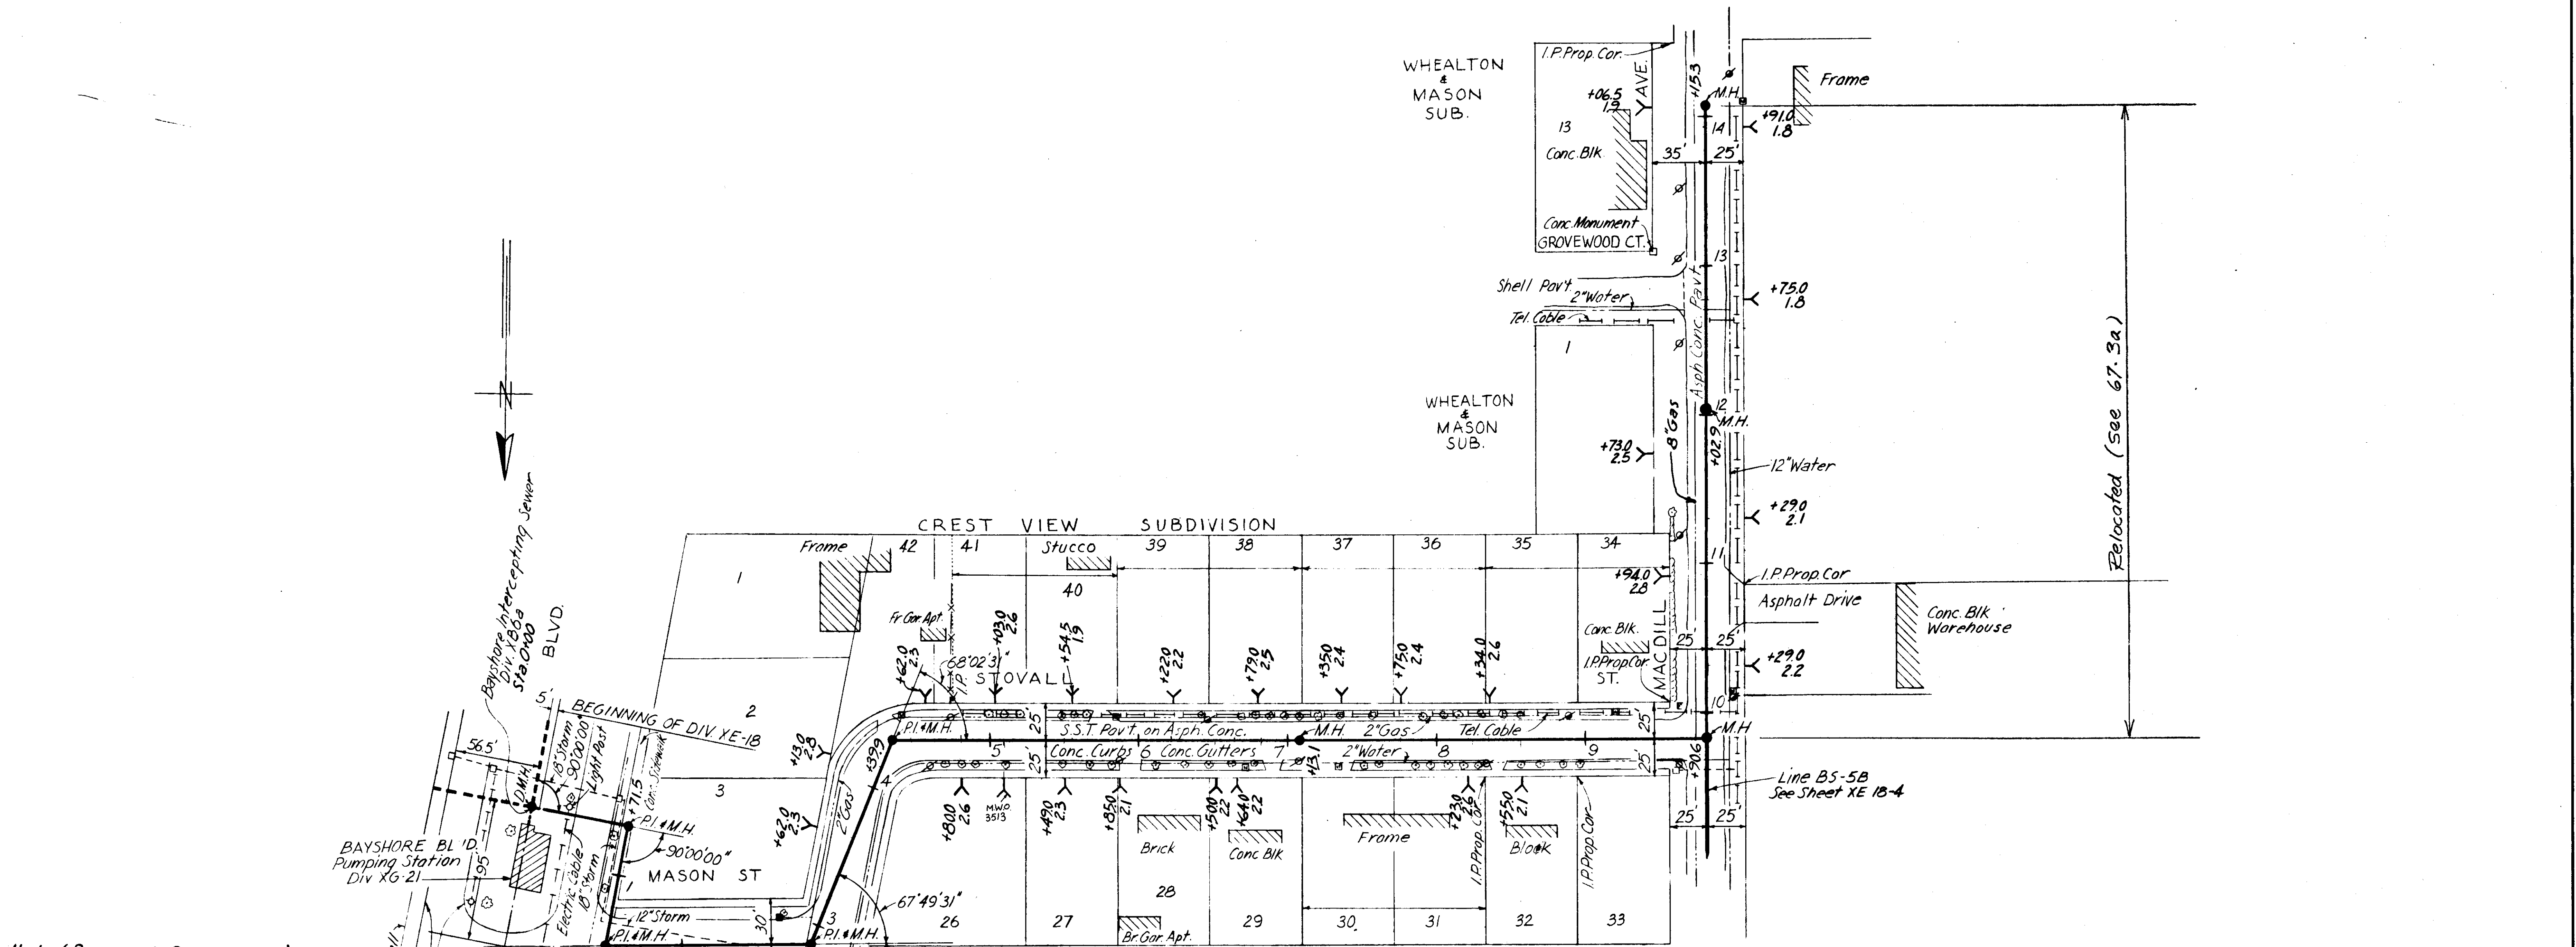 WHEALTON
&
MASON
SUB.
I.P. Prop. Cor.
AVE.
+06.5
1.9
13
Conc. Blk.
Conc. Monument
GROVEWOOD CT.
+15.3
M.H.
14
+91.0
1.8
Frame
35'
25'
13
Shell Pav't.
2" Water
Tel. Cable
Asph. Conc. Pav't
+75.0
1.8
1
WHEALTON
&
MASON
SUB.
+73.0
2.5
8" Gas
12
M.H.
+02.9
12" Water
+29.0
2.1
11
I.P. Prop. Cor
Asphalt Drive
Conc. Blk
Warehouse
Relocated (see 67-3a)
N
CREST VIEW SUBDIVISION
Frame
42
41
Stucco
39
38
37
36
35
34
40
1
+94.0
2.8
MACDILL
25'
25'
+29.0
2.2
Fr. Gar. Apt.
Conc. Blk.
I.P. Prop Cor.
ST.
+62.0
2.3
68°02'31"
I.P.
STOVALL
+03.0
2.6
+54.5
1.9
+22.0
2.2
+79.0
2.5
+35.0
2.4
+75.0
2.4
+34.0
2.6
10
Bayshore Intercepting Sewer
Div. XB6a
Sta. 0+00
BLVD.
5'
BEGINNING OF DIV. XE-18
2
56.5'
D.M.H.
18" Storm
90°00'00"
Light Post
Conc. Sidewalk
+71.5
P.I. & M.H.
90°00'00"
+13.0
2.8
+39.9
P.I. & M.H.
5
25'
25'
S.S.T. Pav't. on Asph. Conc.
M.H.
2" Gas
Tel. Cable
Conc. Curbs 6 Conc. Gutters
7
+13.1
2" Water
8
9
25'
25'
M.H
+90.6
Line BS-5B
See Sheet XE 18-4
25'
25'
3
4
2" Gas
+62.0
2.3
+80.0
2.6
M.W.O.
3513
+49.0
2.3
+85.0
2.1
+50.0
2.2
+64.0
2.2
+23.0
2.6
+55.0
2.1
I.P. Prop. Cor
I.P. Prop. Cor
Brick
Conc Blk
Frame
Block
BAYSHORE BL'D.
Pumping Station
Div XG-21
95'
Electric Cable
18" Storm
1
MASON ST
12" Storm
30'
3
67°49'31"
26
27
28
29
30
31
32
33
Br. Gar. Apt.
P.I. & M.H.
P.I. & M.H.